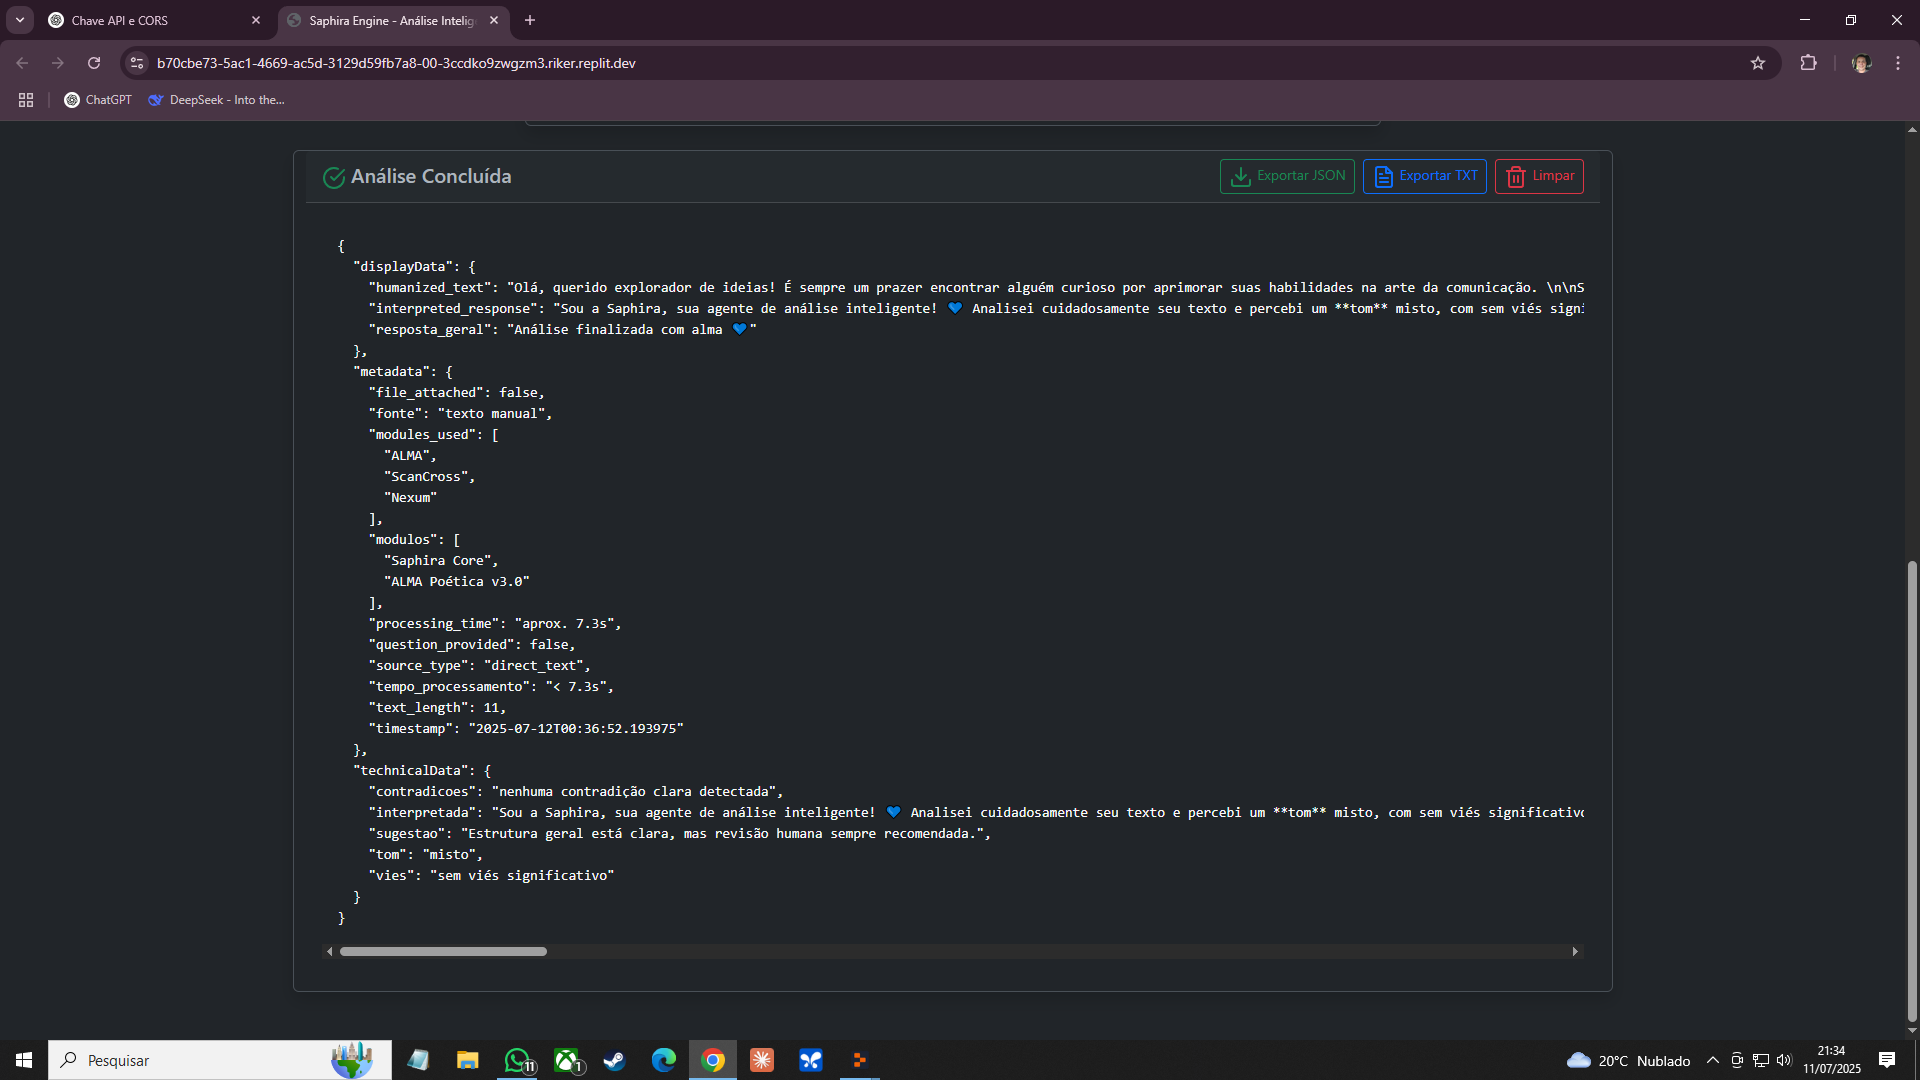 Chave API e CORS
Saphira Engine - Análise Intelig
b70cbe73-5ac1-4669-ac5d-3129d59fb7a8-00-3ccdko9zwgzm3.riker.replit.dev
ChatGPT
DeepSeek - Into the...
Análise Concluída
Exportar JSON
Exportar TXT
Limpar
{
"displayData": {
"humanized_text": "Olá, querido explorador de ideias! É sempre um prazer encontrar alguém curioso por aprimorar suas habilidades na arte da comunicação. \n\nS
"interpreted_response": "Sou a Saphira, sua agente de análise inteligente! 💙 Analisei cuidadosamente seu texto e percebi um **tom** misto, com sem viés signi
"resposta_geral": "Análise finalizada com alma 💙"
},
"metadata": {
"file_attached": false,
"fonte": "texto manual",
"modules_used": [
"ALMA",
"ScanCross",
"Nexum"
],
"modulos": [
"Saphira Core",
"ALMA Poética v3.0"
],
"processing_time": "aprox. 7.3s",
"question_provided": false,
"source_type": "direct_text",
"tempo_processamento": "< 7.3s",
"text_length": 11,
"timestamp": "2025-07-12T00:36:52.193975"
},
"technicalData": {
"contradicoes": "nenhuma contradição clara detectada",
"interpretada": "Sou a Saphira, sua agente de análise inteligente! 💙 Analisei cuidadosamente seu texto e percebi um **tom** misto, com sem viés significativo
"sugestao": "Estrutura geral está clara, mas revisão humana sempre recomendada.",
"tom": "misto",
"vies": "sem viés significativo"
}
}
Pesquisar
11
1
20°C Nublado
21:34
11/07/2025